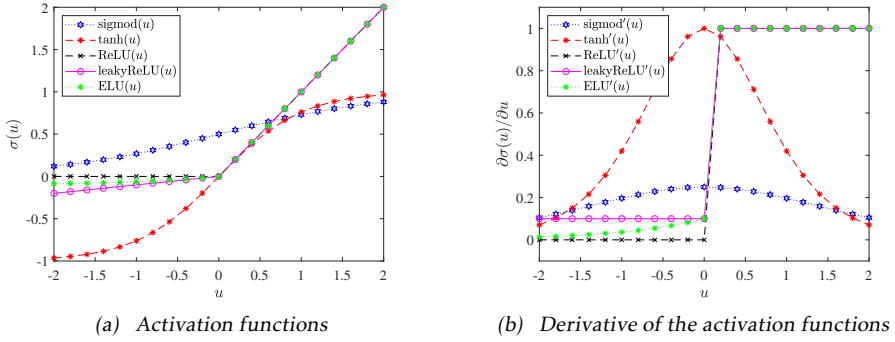 2
1.5
1
0.5
0
-0.5
-1
σ(u)
sigmod(u)
tanh(u)
ReLU(u)
leakyReLU(u)
ELU(u)
-2 -1.5 -1 -0.5 0 0.5 1 1.5 2
u
(a) Activation functions
1
0.8
0.6
0.4
0.2
0
∂σ(u)/∂u
sigmod′(u)
tanh′(u)
ReLU′(u)
leakyReLU′(u)
ELU′(u)
-2 -1.5 -1 -0.5 0 0.5 1 1.5 2
u
(b) Derivative of the activation functions